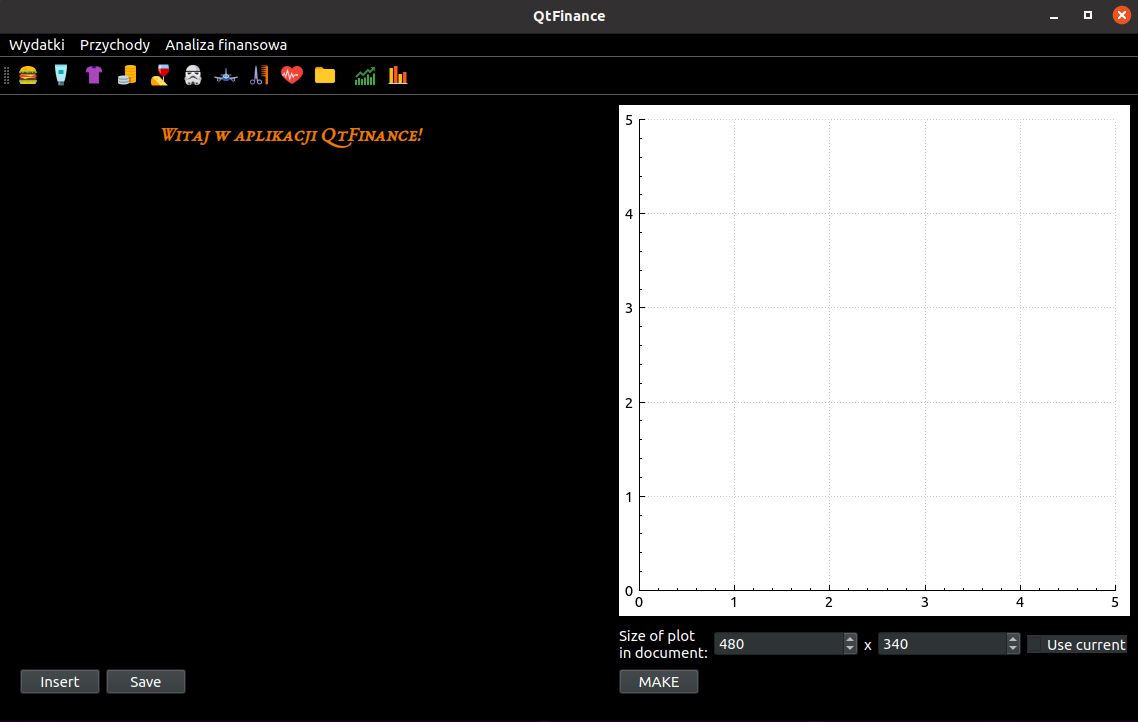 QtFinance
Wydatki Przychody Analiza finansowa
Witaj w aplikacji QtFinance!
5
4
3
2
1
0
0 1 2 3 4 5
Size of plot
in document: 480 x 340 Use current
Insert Save MAKE